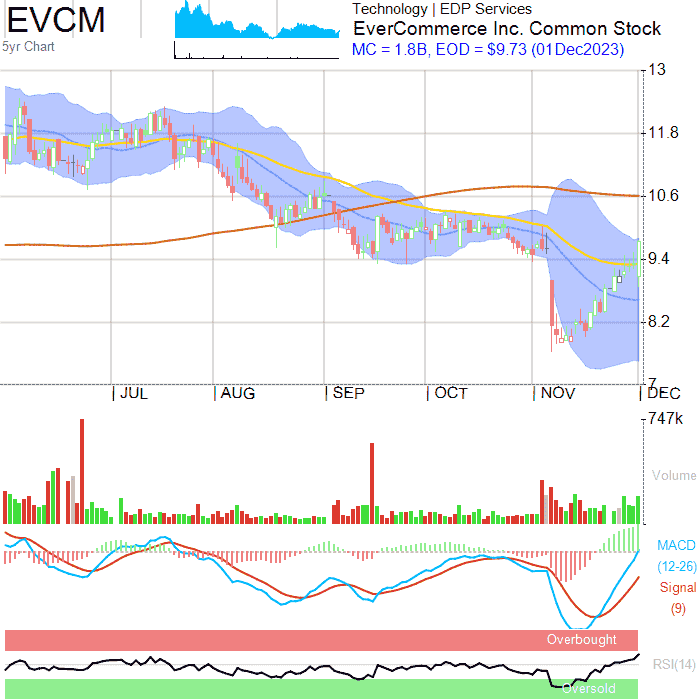 EVCM
5yr Chart
Technology | EDP Services
EverCommerce Inc. Common Stock
MC = 1.8B, EOD = $9.73 (01Dec2023)
13
11.8
10.6
9.4
8.2
7
JUL
AUG
SEP
OCT
NOV
DEC
747k
Volume
MACD
(12-26)
Signal
(9)
Overbought
RSI(14)
Oversold